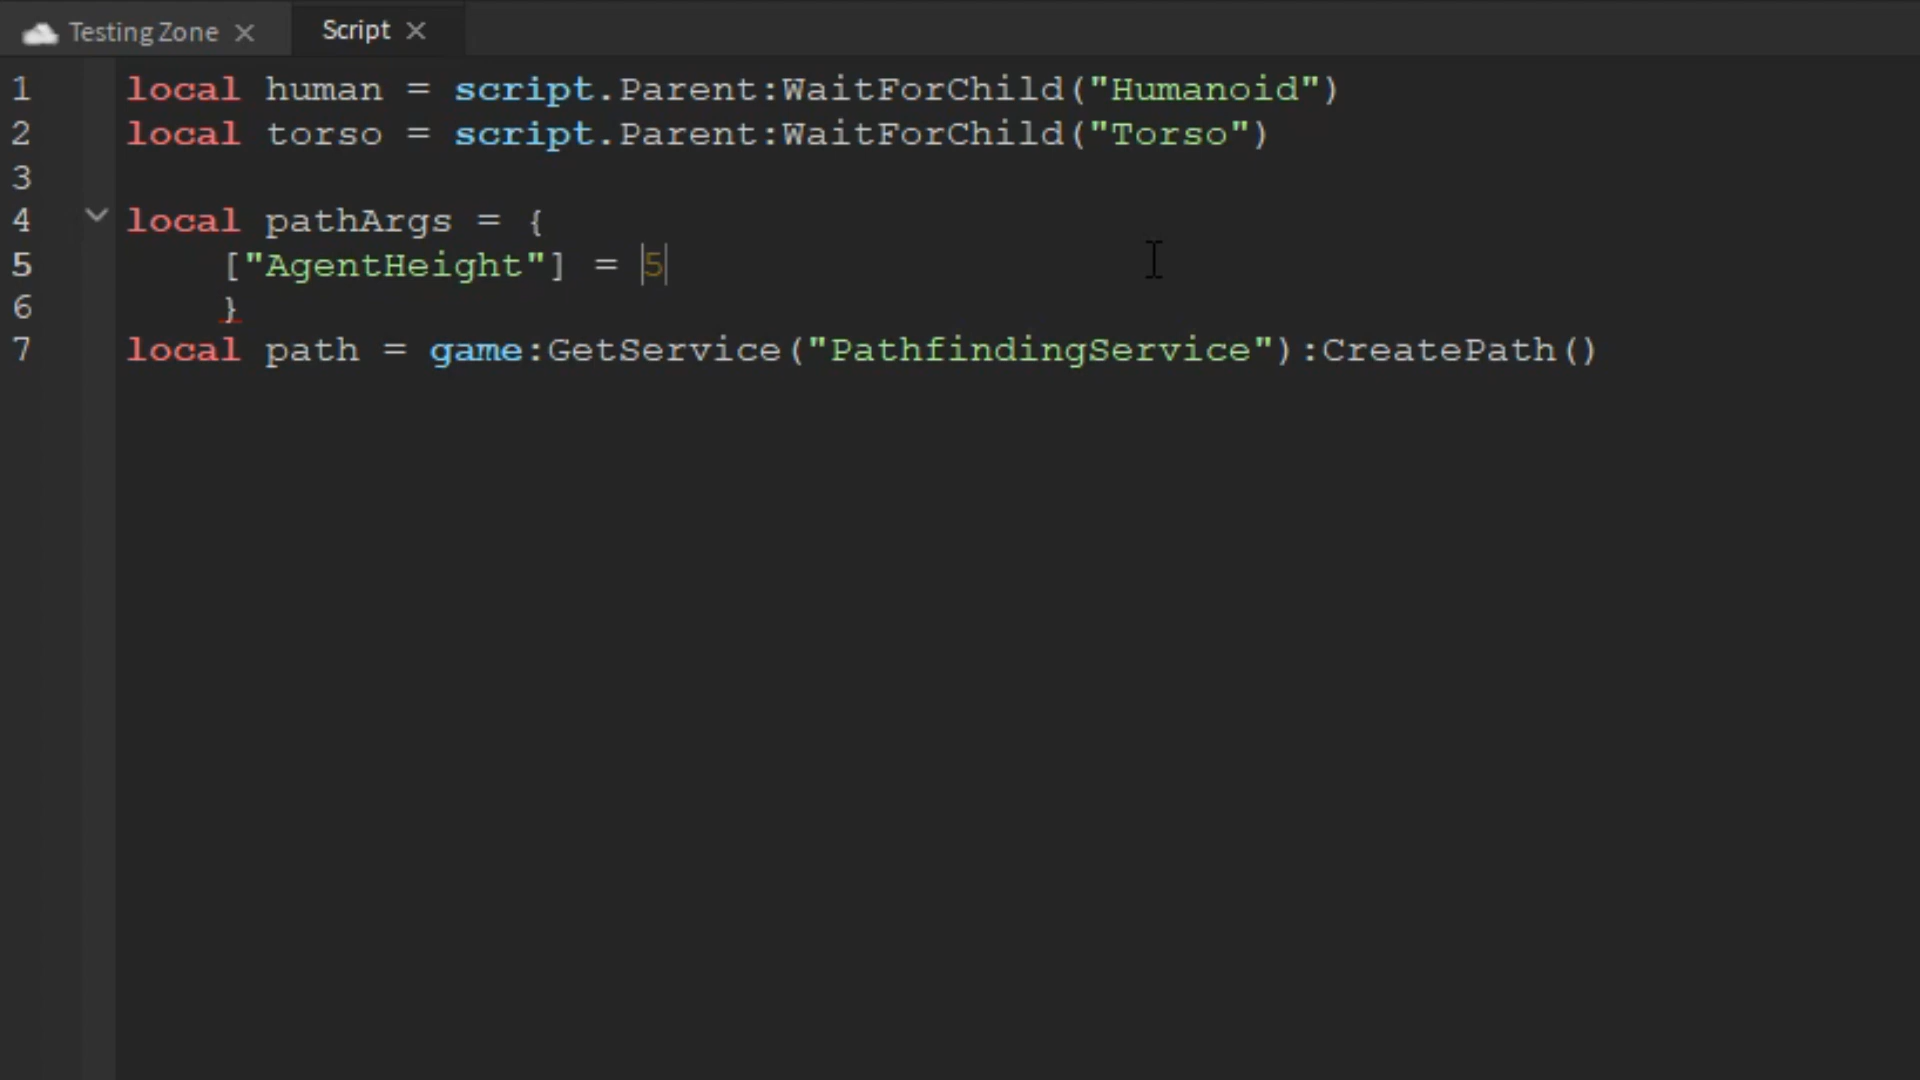 Testing Zone Script
1 local human = script.Parent:WaitForChild("Humanoid")
2 local torso = script.Parent:WaitForChild("Torso")
3
4 local pathArgs = {
5 ["AgentHeight"] = 5
6 }
7 local path = game:GetService("PathfindingService"):CreatePath()